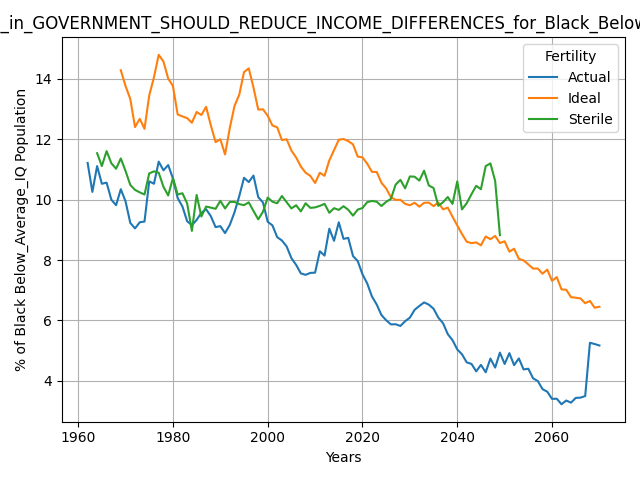 _in_GOVERNMENT_SHOULD_REDUCE_INCOME_DIFFERENCES_for_Black_Below
Fertility
Actual
Ideal
Sterile
% of Black Below_Average_IQ Population
14
12
10
8
6
4
1960 1980 2000 2020 2040 2060
Years